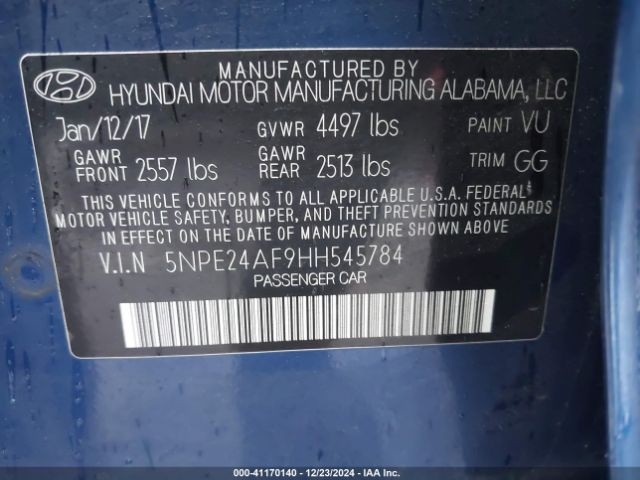 MANUFACTURED BY
HYUNDAI MOTOR MANUFACTURING ALABAMA, LLC
Jan/12/17 GVWR 4497 lbs PAINT VU
GAWR FRONT 2557 lbs GAWR REAR 2513 lbs TRIM GG
THIS VEHICLE CONFORMS TO ALL APPLICABLE U.S.A. FEDERAL
MOTOR VEHICLE SAFETY, BUMPER, AND THEFT PREVENTION STANDARDS
IN EFFECT ON THE DATE OF MANUFACTURE SHOWN ABOVE
V.I.N 5NPE24AF9HH545784
PASSENGER CAR
000-41170140 - 12/23/2024 - IAA Inc.